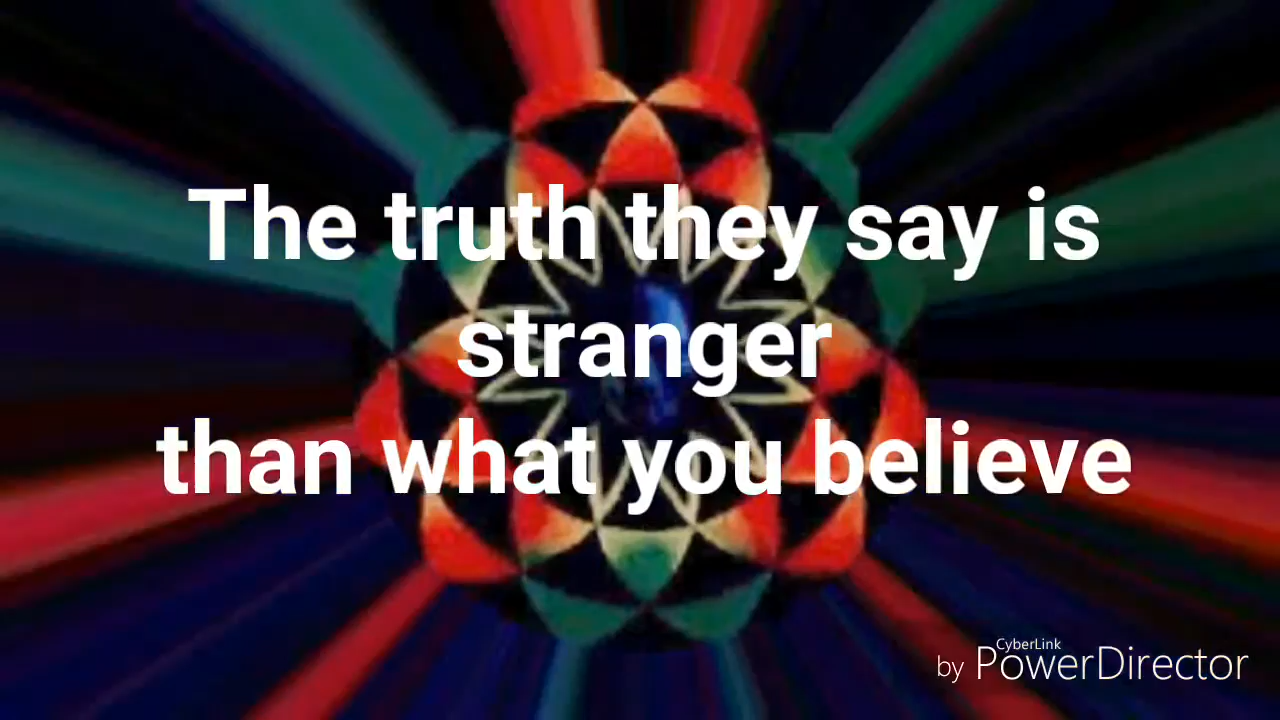 The truth they say is
stranger
than what you believe
CyberLink
by PowerDirector